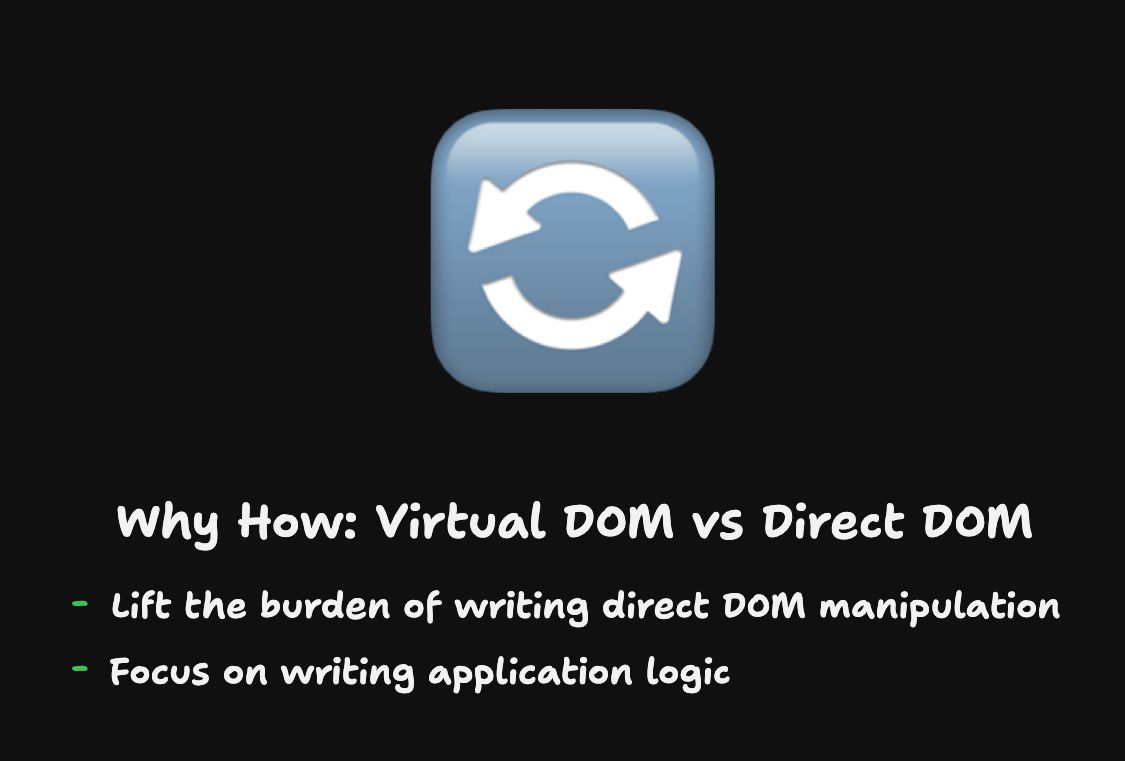 Why How: Virtual DOM vs Direct DOM
- Lift the burden of writing direct DOM manipulation
- Focus on writing application logic